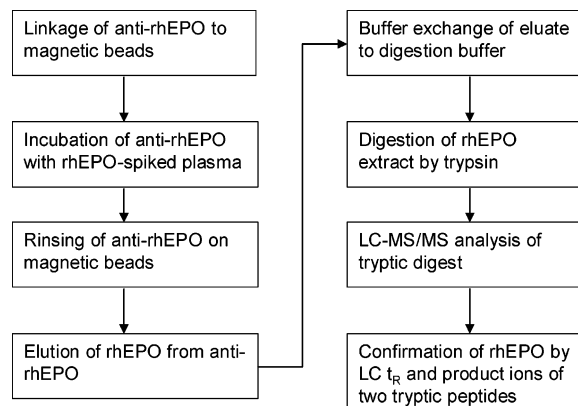 Linkage of anti-rhEPO to
magnetic beads
Incubation of anti-rhEPO
with rhEPO-spiked plasma
Rinsing of anti-rhEPO on
magnetic beads
Elution of rhEPO from anti-
rhEPO
Buffer exchange of eluate
to digestion buffer
Digestion of rhEPO
extract by trypsin
LC-MS/MS analysis of
tryptic digest
Confirmation of rhEPO by
LC tR and product ions of
two tryptic peptides